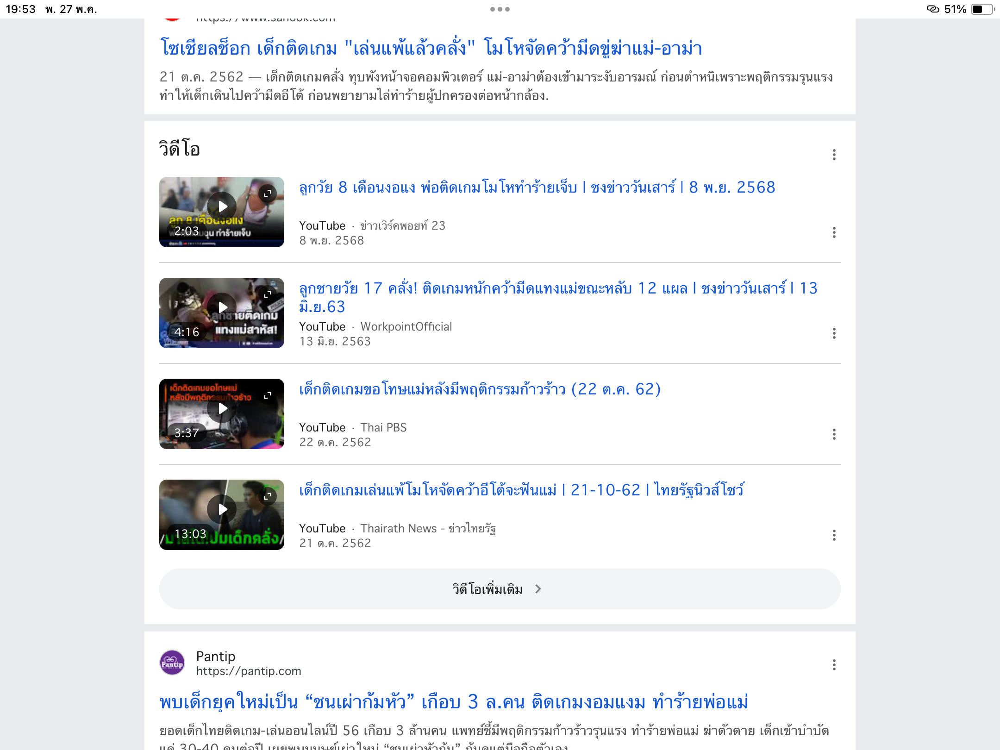 19:53 พ. 27 พ.ค.
51%
https://www.sanook.com
โซเชียลช็อก เด็กติดเกม "เล่นแพ้แล้วคลั่ง" โมโหจัดคว้ามีดขู่ฆ่าแม่-อาม่า
21 ต.ค. 2562 — เด็กติดเกมคลั่ง ทุบพังหน้าจอคอมพิวเตอร์ แม่-อาม่าต้องเข้ามาระงับอารมณ์ ก่อนตำหนิเพราะพฤติกรรมรุนแรง
ทำให้เด็กเดินไปคว้ามีดอีโต้ ก่อนพยายามไล่ทำร้ายผู้ปกครองต่อหน้ากล้อง.
วิดีโอ
ลูกวัย 8 เดือนงอแง พ่อติดเกมโมโหทำร้ายเจ็บ | ชงข่าววันเสาร์ | 8 พ.ย. 2568
ลูก 8 เดือนงอแง
ทำร้ายเจ็บ
2:03
YouTube · ข่าวเวิร์คพอยท์ 23
8 พ.ย. 2568
ลูกชายวัย 17 คลั่ง! ติดเกมหนักคว้ามีดแทงแม่ขณะหลับ 12 แผล l ชงข่าววันเสาร์ l 13
มิ.ย.63
ลูกชายติดเกม
แทงแม่สาหัส!
4:16
YouTube · WorkpointOfficial
13 มิ.ย. 2563
เด็กติดเกมขอโทษแม่หลังมีพฤติกรรมก้าวร้าว (22 ต.ค. 62)
เด็กติดเกมขอโทษแม่
หลังมีพฤติกรรมก้าวร้าว
3:37
YouTube · Thai PBS
22 ต.ค. 2562
เด็กติดเกมเล่นแพ้โมโหจัดคว้าอีโต้จะฟันแม่ | 21-10-62 | ไทยรัฐนิวส์โชว์
ปมเด็กคลั่ง
13:03
YouTube · Thairath News - ข่าวไทยรัฐ
21 ต.ค. 2562
วิดีโอเพิ่มเติม
Pantip
Pantip
https://pantip.com
พบเด็กยุคใหม่เป็น “ชนเผ่าก้มหัว” เกือบ 3 ล.คน ติดเกมงอมแงม ทำร้ายพ่อแม่
ยอดเด็กไทยติดเกม-เล่นออนไลน์ปี 56 เกือบ 3 ล้านคน แพทย์ชี้มีพฤติกรรมก้าวร้าวรุนแรง ทำร้ายพ่อแม่ ฆ่าตัวตาย เด็กเข้าบำบัด
แค่ 30-40 คนต่อปี เผยพบมนุษย์เผ่าใหม่ “ชนเผ่าหัวก้ม” ก้มดูแต่มือถือตัวเอง